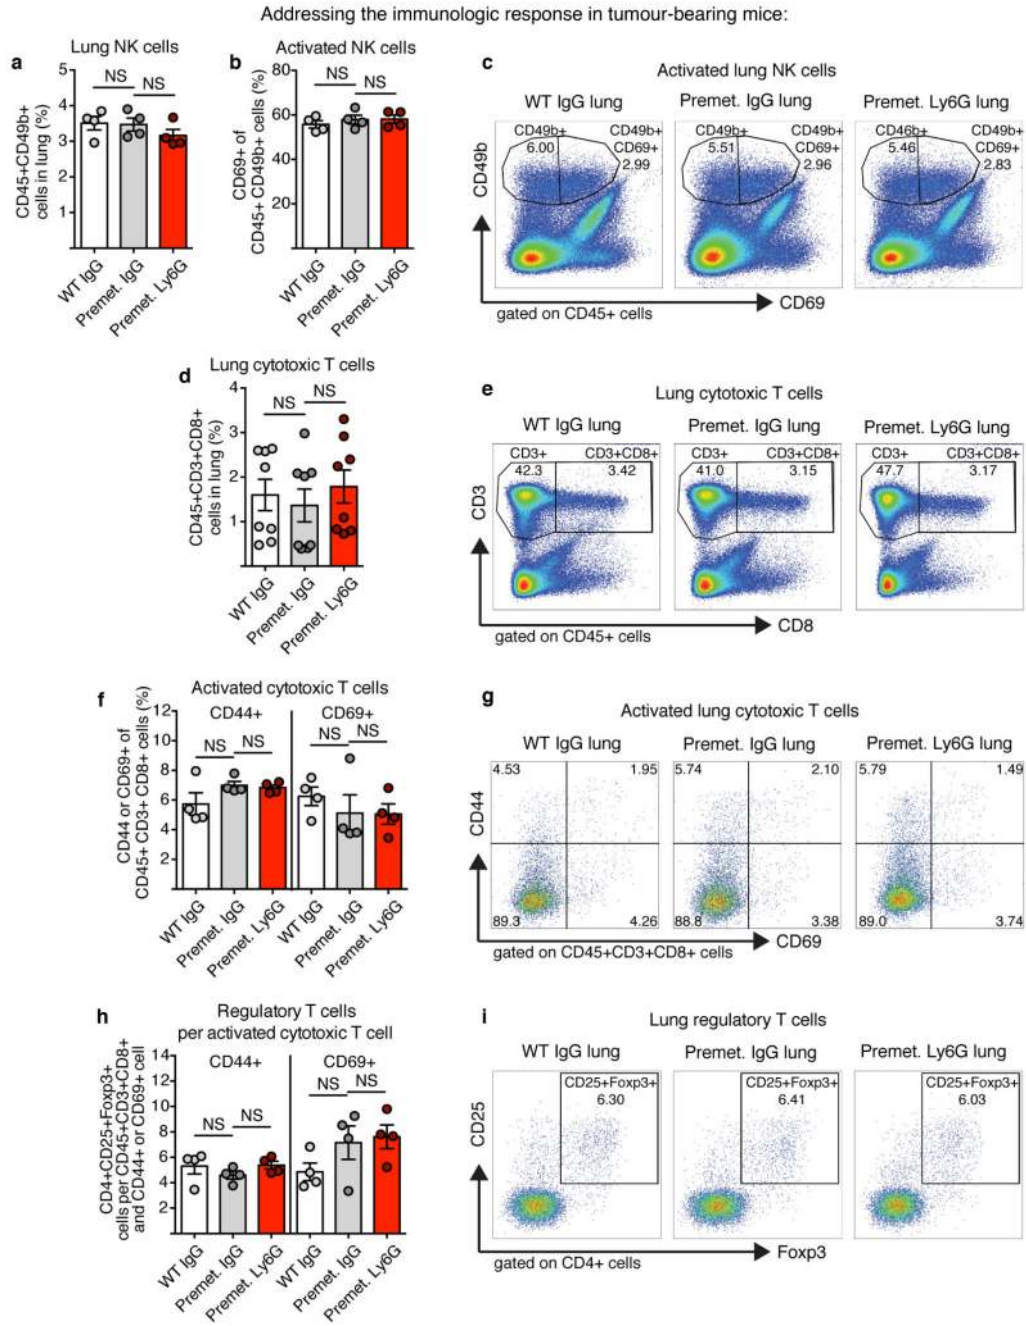 Addressing the immunologic response in tumour-bearing mice:
a
Lung NK cells
CD45+CD49b+
cells in lung (%)
5
4
3
2
1
NS
NS
WT IgG
Premet. IgG
Premet. Ly6G
b
Activated NK cells
CD69+ of
CD45+ CD49b+ cells (%)
80
60
40
20
NS
NS
WT IgG
Premet. IgG
Premet. Ly6G
c
Activated lung NK cells
WT IgG lung
Premet. IgG lung
Premet. Ly6G lung
CD49b+
6.00
CD49b+
CD69+
2.99
CD49b+
5.51
CD49b+
CD69+
2.96
CD46b+
5.46
CD49b+
CD69+
2.83
CD49b
CD69
gated on CD45+ cells
d
Lung cytotoxic T cells
CD45+CD3+CD8+
cells in lung (%)
4
3
2
1
NS
NS
WT IgG
Premet. IgG
Premet. Ly6G
e
Lung cytotoxic T cells
WT IgG lung
Premet. IgG lung
Premet. Ly6G lung
CD3+
42.3
CD3+CD8+
3.42
CD3+
41.0
CD3+CD8+
3.15
CD3+
47.7
CD3+CD8+
3.17
CD3
CD8
gated on CD45+ cells
f
Activated cytotoxic T cells
CD44 or CD69+ of
CD45+ CD3+ CD8+ cells (%)
12
10
8
6
4
2
CD44+
CD69+
NS
NS
NS
NS
WT IgG
Premet. IgG
Premet. Ly6G
WT IgG
Premet. IgG
Premet. Ly6G
g
Activated lung cytotoxic T cells
WT IgG lung
Premet. IgG lung
Premet. Ly6G lung
4.53
1.95
89.3
4.26
5.74
2.10
88.8
3.38
5.79
1.49
89.0
3.74
CD44
CD69
gated on CD45+CD3+CD8+ cells
h
Regulatory T cells
per activated cytotoxic T cell
CD4+CD25+Foxp3+
cells per CD45+CD3+CD8+
and CD44+ or CD69+ cell
14
12
10
8
6
4
2
CD44+
CD69+
NS
NS
NS
NS
WT IgG
Premet. IgG
Premet. Ly6G
WT IgG
Premet. IgG
Premet. Ly6G
i
Lung regulatory T cells
WT IgG lung
Premet. IgG lung
Premet. Ly6G lung
CD25+Foxp3+
6.30
CD25+Foxp3+
6.41
CD25+Foxp3+
6.03
CD25
Foxp3
gated on CD4+ cells